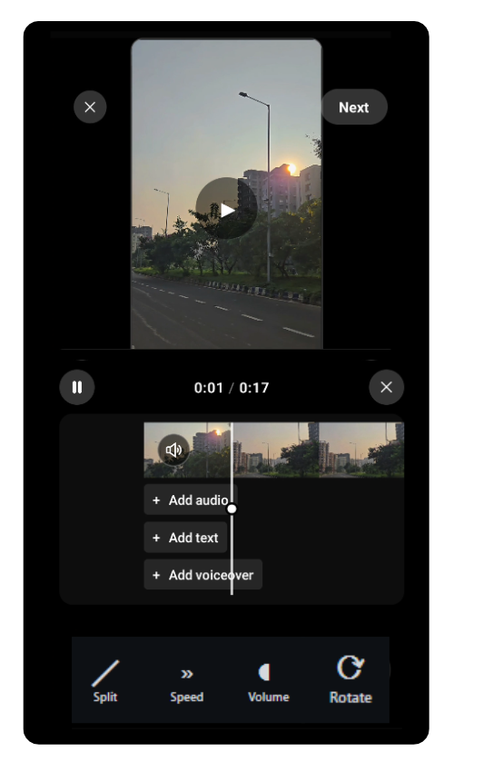 Next
0:01 / 0:17
+ Add audio
+ Add text
+ Add voiceover
Split
Speed
Volume
Rotate